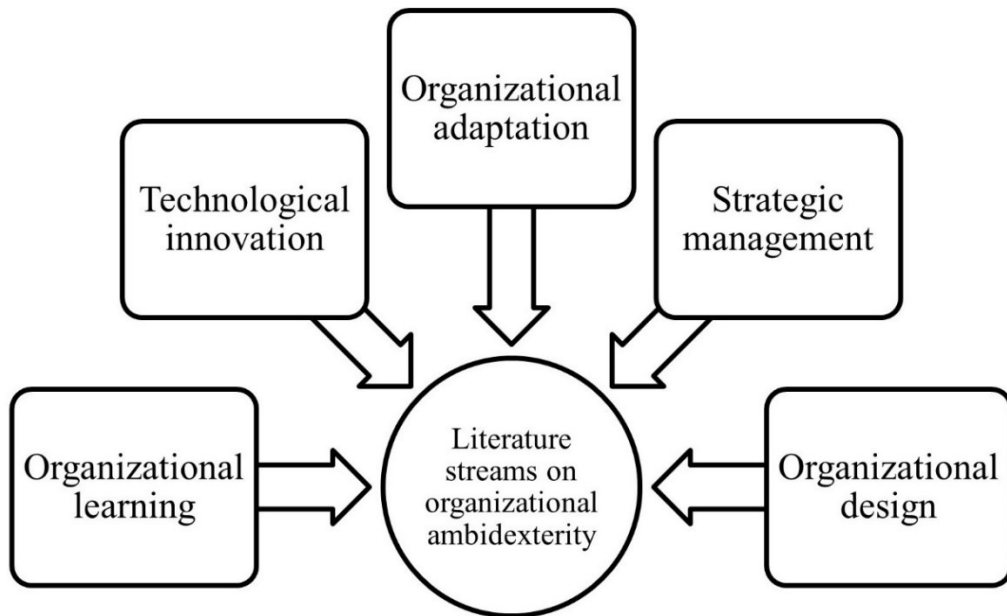 Organizational
adaptation
Technological
innovation
Strategic
management
Organizational
learning
Literature
streams on
organizational
ambidexterity
Organizational
design